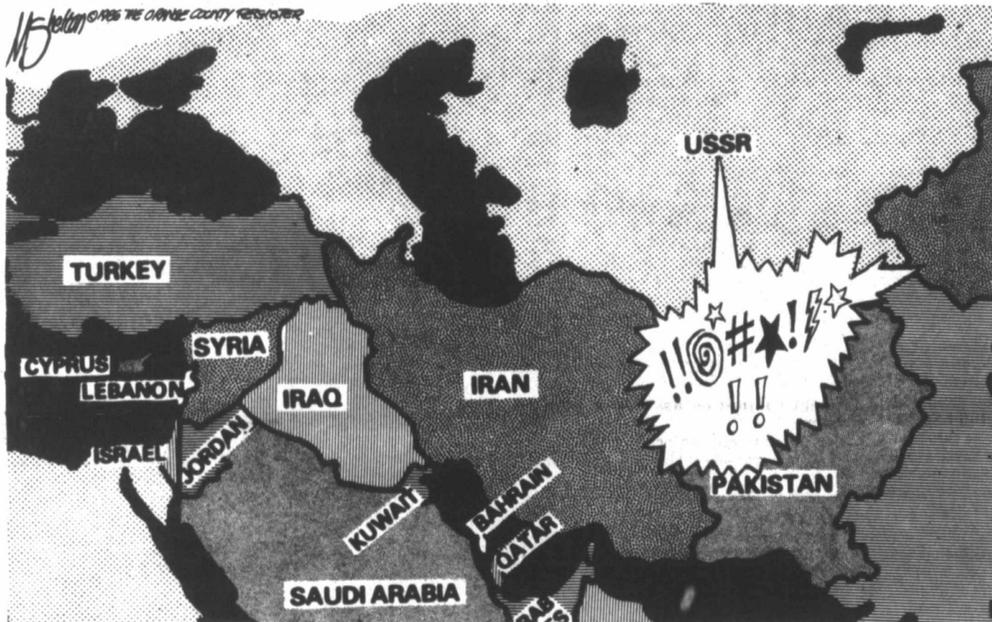 MShelton ©1986 THE ORANGE COUNTY REGISTER
USSR
TURKEY
!!@#★!
!!
SYRIA
CYPRUS
LEBANON
IRAN
IRAQ
ISRAEL
JORDAN
PAKISTAN
KUWAIT
BAHRAIN
QATAR
SAUDI ARABIA